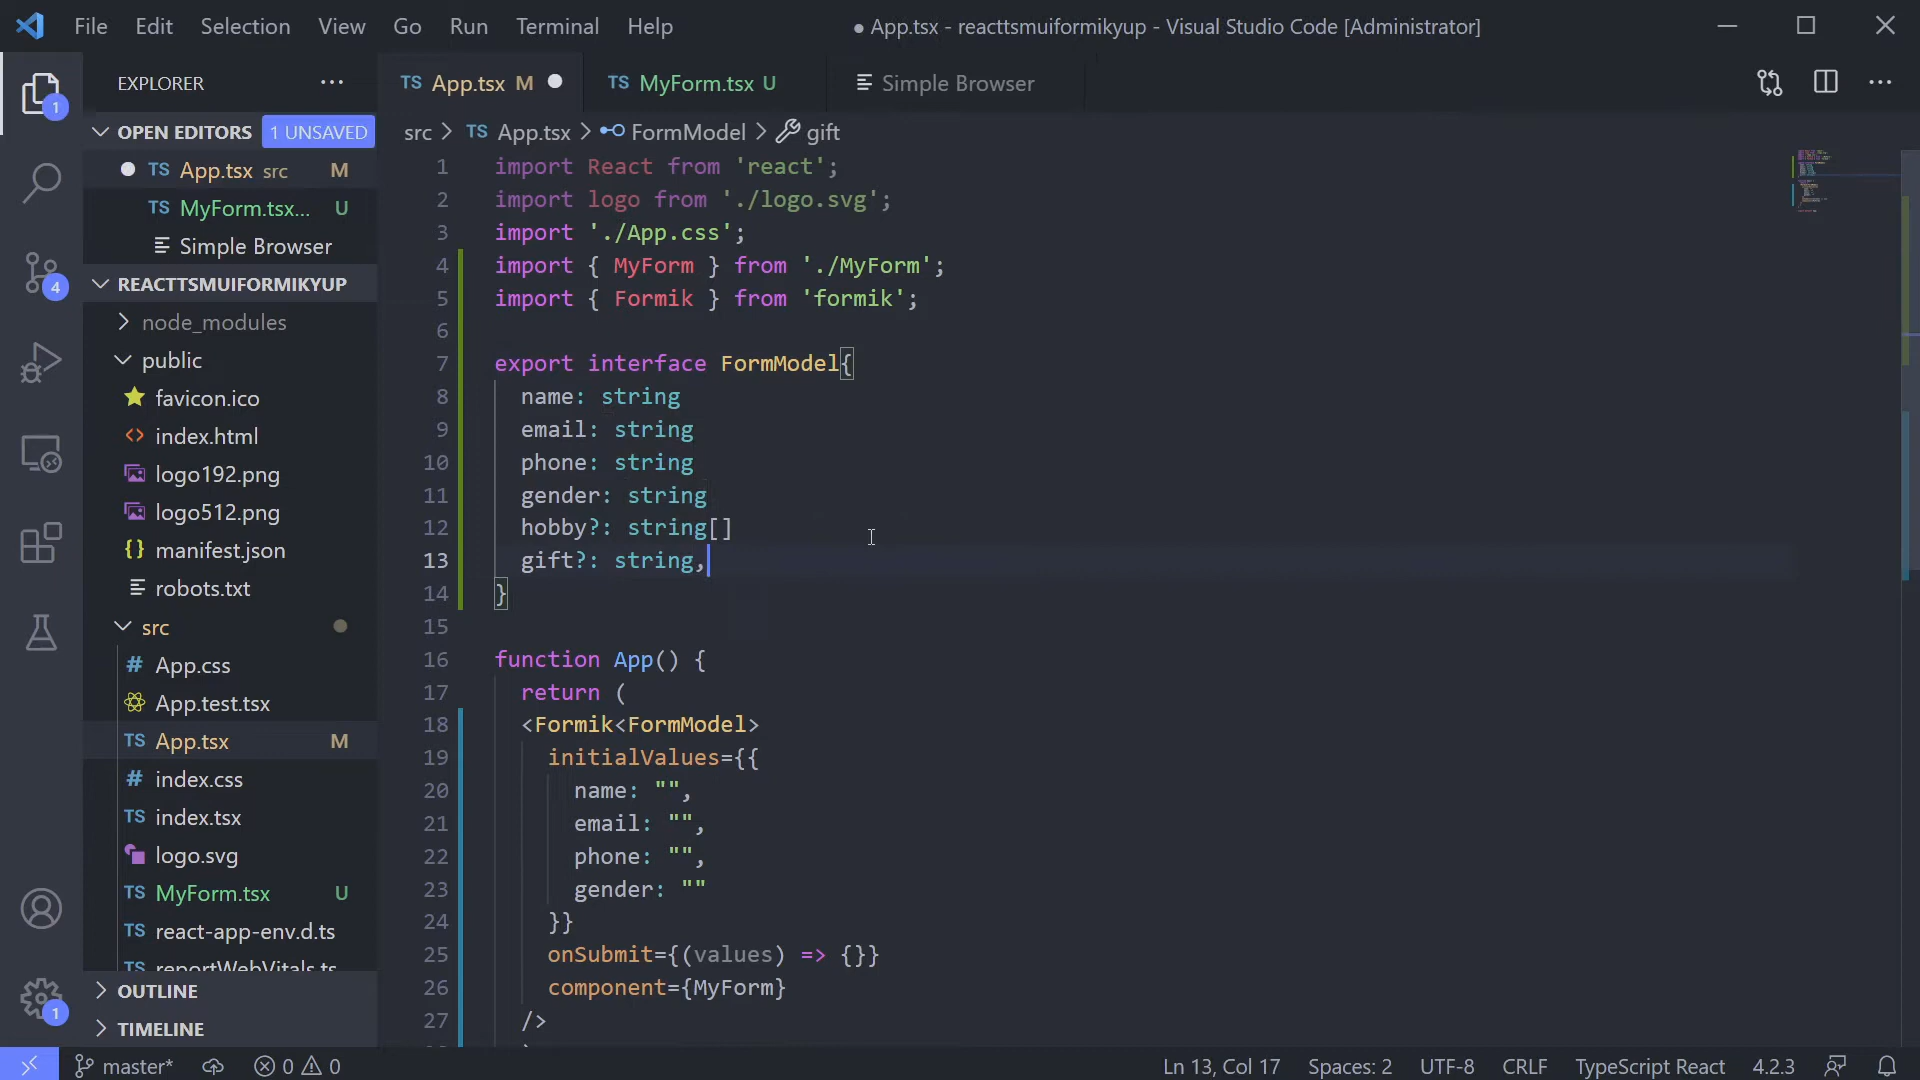 File Edit Selection View Go Run Terminal Help
● App.tsx - reacttsmuiformikyup - Visual Studio Code [Administrator]
EXPLORER
TS App.tsx M
TS MyForm.tsx U
Simple Browser
OPEN EDITORS 1 UNSAVED
src > TS App.tsx > FormModel > gift
TS App.tsx src M
TS MyForm.tsx... U
Simple Browser
REACTTSMUIFORMIKYUP
node_modules
public
favicon.ico
<> index.html
logo192.png
logo512.png
{} manifest.json
robots.txt
src
# App.css
App.test.tsx
TS App.tsx M
# index.css
TS index.tsx
logo.svg
TS MyForm.tsx U
TS react-app-env.d.ts
TS reportWebVitals.ts
OUTLINE
TIMELINE
1
4
1
1 import React from 'react';
2 import logo from './logo.svg';
3 import './App.css';
4 import { MyForm } from './MyForm';
5 import { Formik } from 'formik';
6
7 export interface FormModel{
8 name: string
9 email: string
10 phone: string
11 gender: string
12 hobby?: string[]
13 gift?: string,
14 }
15
16 function App() {
17 return (
18 <Formik<FormModel>
19 initialValues={{
20 name: "",
21 email: "",
22 phone: "",
23 gender: ""
24 }}
25 onSubmit={(values) => {}}
26 component={MyForm}
27 />
master* 0 0 Ln 13, Col 17 Spaces: 2 UTF-8 CRLF TypeScript React 4.2.3